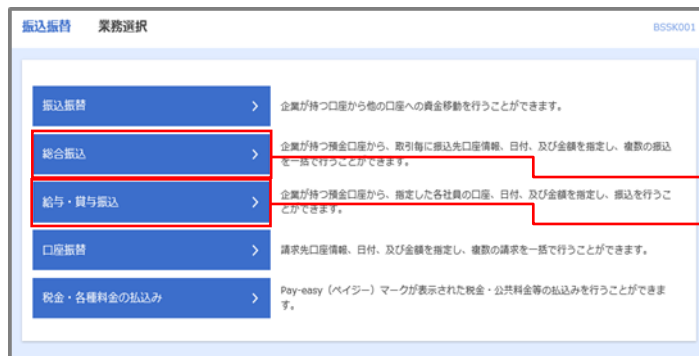 振込振替 業務選択 BSSK001
振込振替 企業が持つ口座から他の口座への資金移動を行うことができます。
総合振込 企業が持つ預金口座から、取引毎に振込先口座情報、日付、及び金額を指定し、複数の振込
を一括で行うことができます。
給与・賞与振込 企業が持つ預金口座から、指定した各社員の口座、日付、及び金額を指定し、振込を行うこ
とができます。
口座振替 請求先口座情報、日付、及び金額を指定し、複数の請求を一括で行うことができます。
税金・各種料金の払込み Pay-easy（ペイジー）マークが表示された税金・公共料金等の払込みを行うことができま
す。